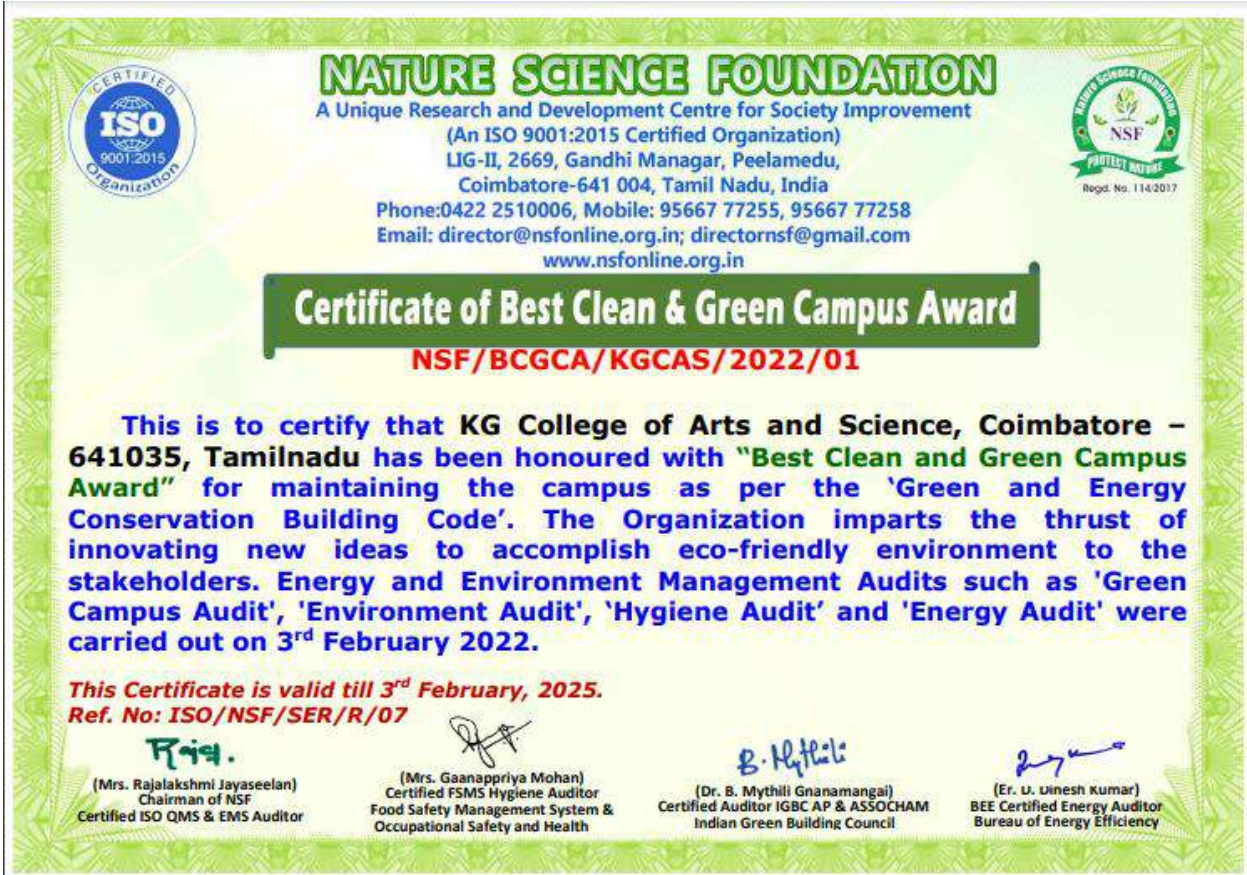 NATURE SCIENCE FOUNDATION
A Unique Research and Development Centre for Society Improvement
(An ISO 9001:2015 Certified Organization)
LIG-II, 2669, Gandhi Managar, Peelamedu,
Coimbatore-641 004, Tamil Nadu, India
Phone:0422 2510006, Mobile: 95667 77255, 95667 77258
Email: director@nsfonline.org.in; directornsf@gmail.com
www.nsfonline.org.in
CERTIFIED
ISO
9001:2015
Organization
Nature Science Foundation
NSF
PROTECT NATURE
Regd. No. 114/2017
Certificate of Best Clean & Green Campus Award
NSF/BCGCA/KGCAS/2022/01
This is to certify that KG College of Arts and Science, Coimbatore –
641035, Tamilnadu has been honoured with “Best Clean and Green Campus
Award” for maintaining the campus as per the ‘Green and Energy
Conservation Building Code’. The Organization imparts the thrust of
innovating new ideas to accomplish eco-friendly environment to the
stakeholders. Energy and Environment Management Audits such as 'Green
Campus Audit', 'Environment Audit', ‘Hygiene Audit’ and 'Energy Audit' were
carried out on 3rd February 2022.
This Certificate is valid till 3rd February, 2025.
Ref. No: ISO/NSF/SER/R/07
B. Mythili
(Mrs. Rajalakshmi Jayaseelan)
Chairman of NSF
Certified ISO QMS & EMS Auditor
(Mrs. Gaanappriya Mohan)
Certified FSMS Hygiene Auditor
Food Safety Management System &
Occupational Safety and Health
(Dr. B. Mythili Gnanamangai)
Certified Auditor IGBC AP & ASSOCHAM
Indian Green Building Council
(Er. D. Dinesh Kumar)
BEE Certified Energy Auditor
Bureau of Energy Efficiency